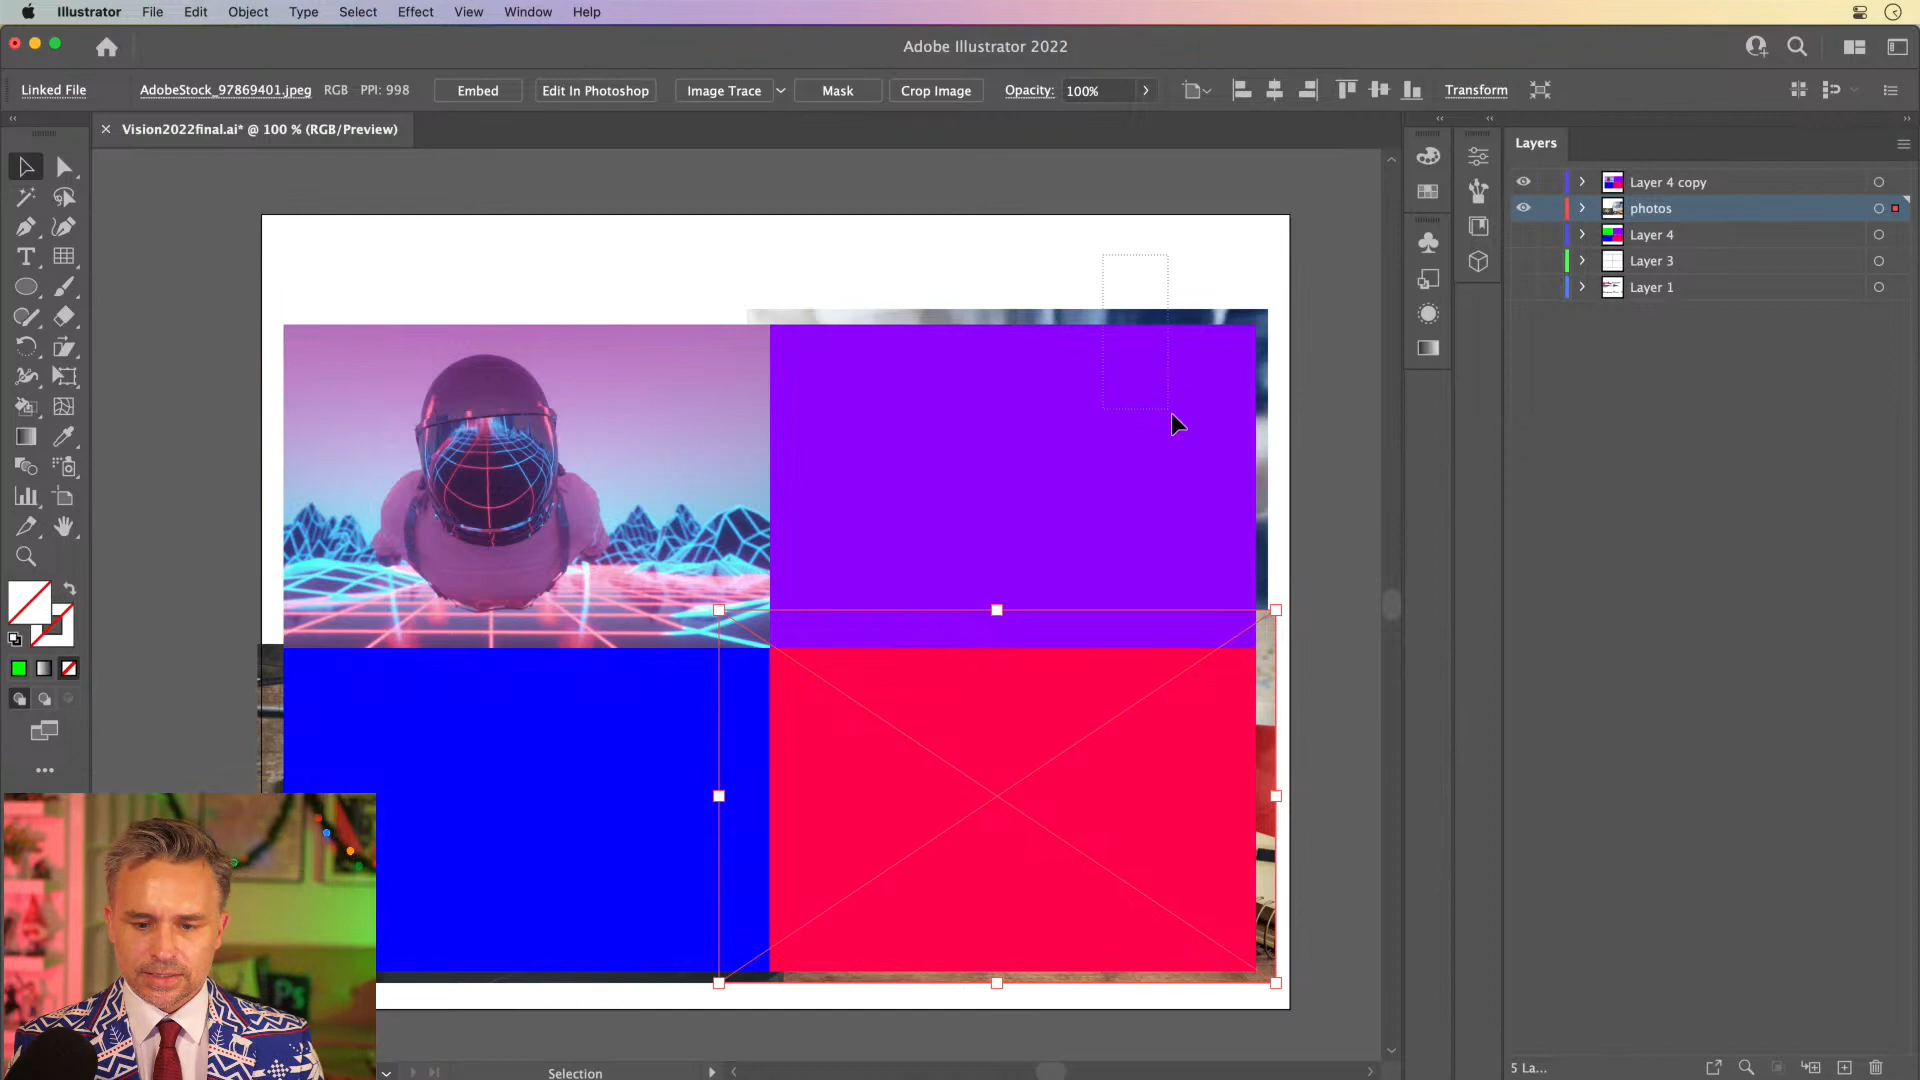 Illustrator File Edit Object Type Select Effect View Window Help
Adobe Illustrator 2022
Linked File AdobeStock_97869401.jpeg RGB PPI: 998 Embed Edit In Photoshop Image Trace Mask Crop Image Opacity: 100% Transform
Vision2022final.ai* @ 100 % (RGB/Preview)
Layers
Layer 4 copy
photos
Layer 4
Layer 3
Layer 1
Ps
Selection
5 La...